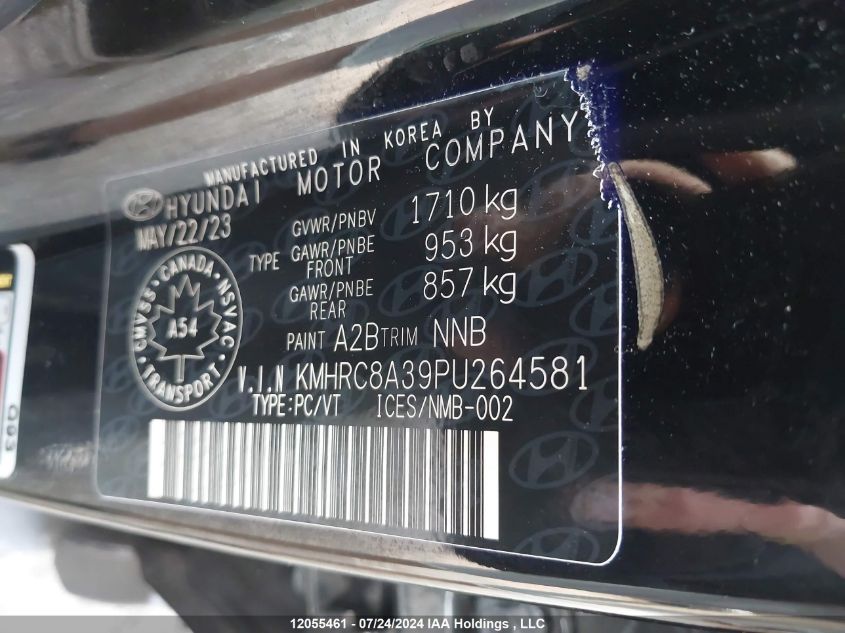 MANUFACTURED IN KOREA BY
HYUNDAI MOTOR COMPANY
MAY/22/23
GVWR/PNBV 1710 kg
TYPE GAWR/PNBE FRONT 953 kg
GAWR/PNBE REAR 857 kg
CMVSS · CANADA · NSVAC
A54
TRANSPORT
PAINT A2B TRIM NNB
V.I.N KMHRC8A39PU264581
TYPE:PC/VT ICES/NMB-002
12055461 - 07/24/2024 IAA Holdings , LLC